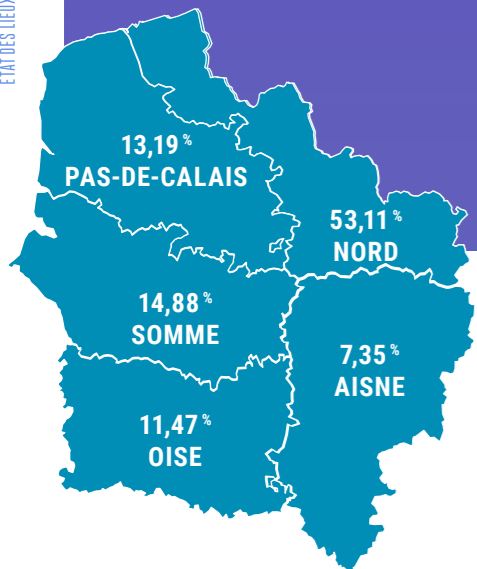 ETAT DES LIEUX
13,19 %
PAS-DE-CALAIS
53,11 %
NORD
14,88 %
SOMME
7,35 %
AISNE
11,47 %
OISE